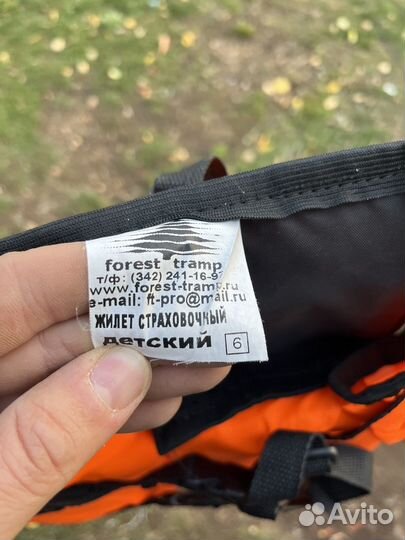 forest tramp
т/ф: (342) 241-16-9
www.forest-tramp.ru
e-mail: ft-pro@mail.ru
ЖИЛЕТ СТРАХОВОЧНЫЙ
детский 6
Avito